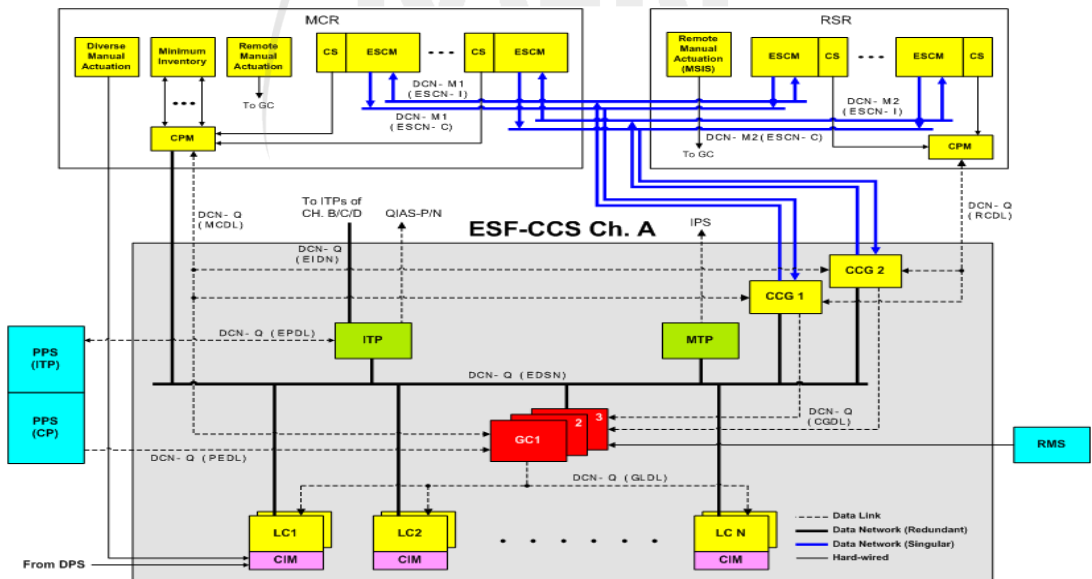 MCR
RSR
Diverse
Manual
Actuation
Minimum
Inventory
Remote
Manual
Actuation
CS
ESCM
CS
ESCM
To GC
CPM
DCN- M1
(ESCN- I)
DCN- M1
(ESCN- C)
Remote
Manual
Actuation
(MSIS)
ESCM
CS
ESCM
CS
DCN- M2
(ESCN- I)
DCN- M2(ESCN- C)
To GC
CPM
DCN- Q
(MCDL)
To ITPs of
CH. B/C/D
QIAS-P/N
IPS
DCN- Q
(RCDL)
ESF-CCS Ch. A
DCN- Q
(EIDN)
CCG 2
CCG 1
PPS
(ITP)
DCN- Q (EPDL)
ITP
MTP
DCN- Q (EDSN)
PPS
(CP)
DCN- Q (PEDL)
GC1
2
3
DCN- Q
(CGDL)
RMS
DCN- Q (GLDL)
LC1
CIM
LC2
CIM
LC N
CIM
Data Link
Data Network (Redundant)
Data Network (Singular)
Hard-wired
From DPS